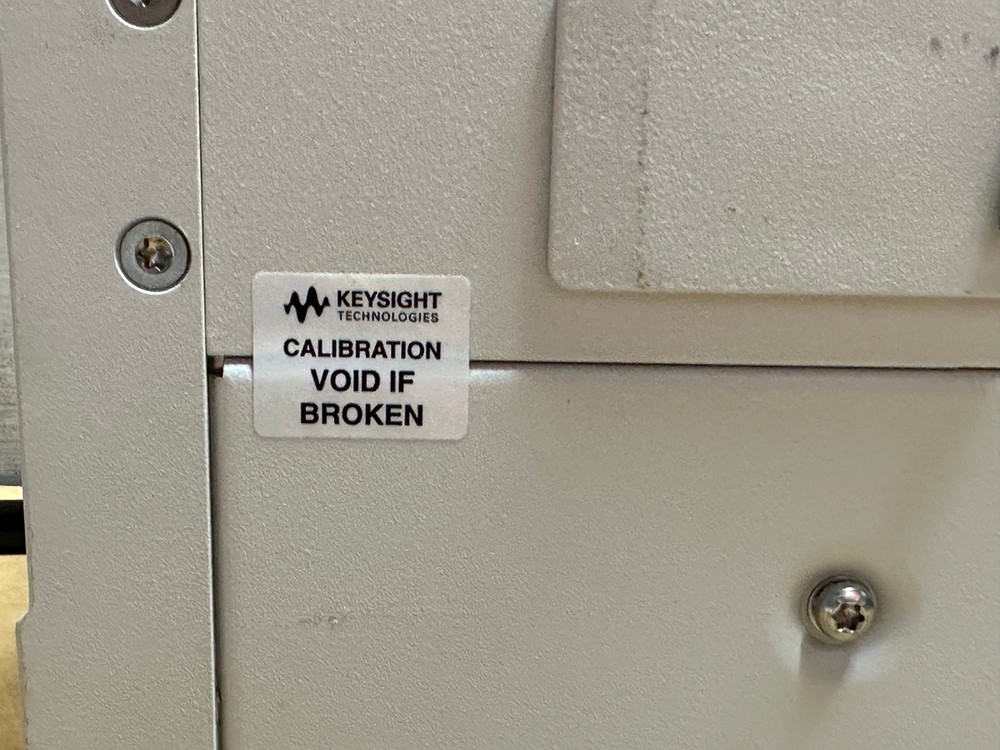 KEYSIGHT
TECHNOLOGIES
CALIBRATION
VOID IF
BROKEN